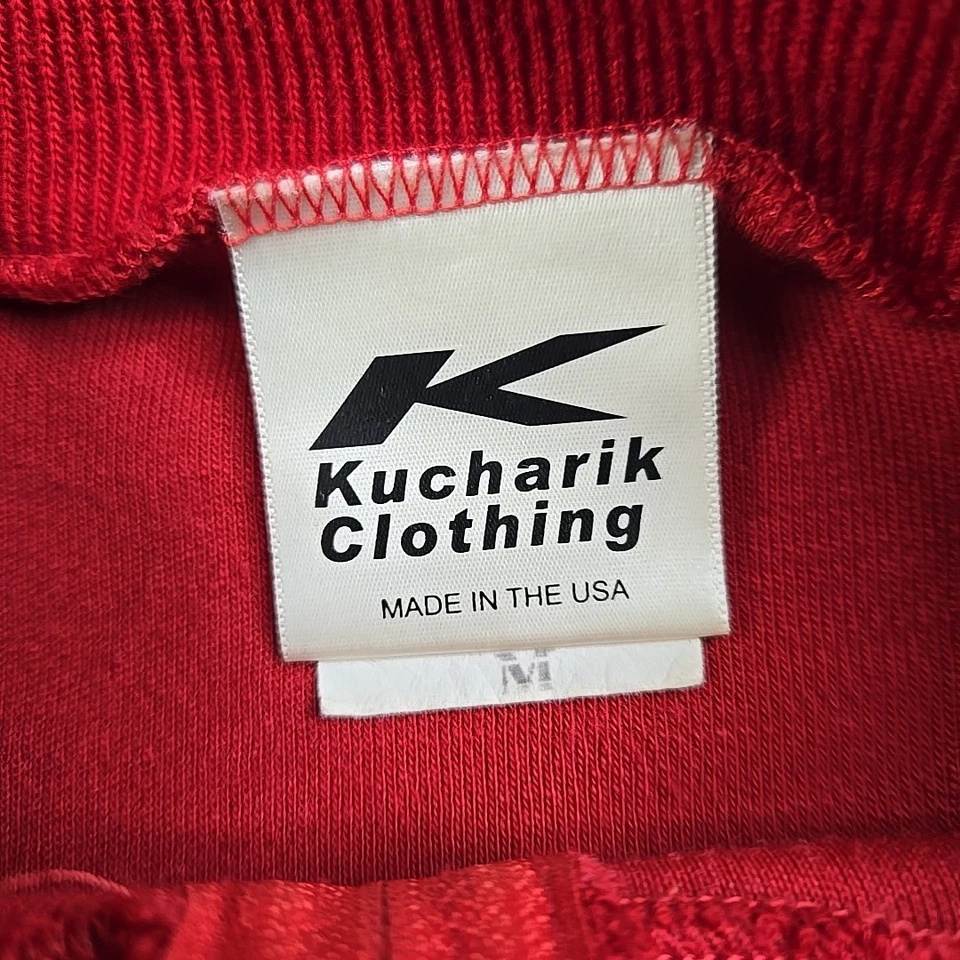 K
Kucharik
Clothing
MADE IN THE USA
M